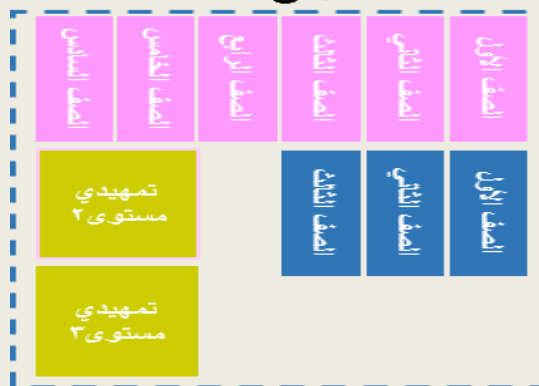 الصف الأول
الصف الثاني
الصف الثالث
الصف الرابع
الصف الخامس
الصف السادس
الصف الأول
الصف الثاني
الصف الثالث
تمهيدي
مستوى٢
تمهيدي
مستوى٣